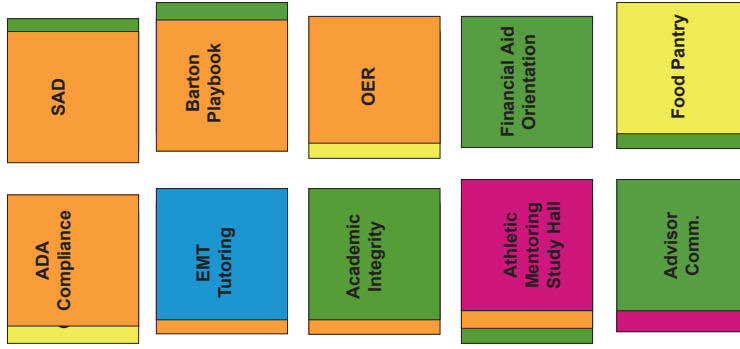 SAD
Barton
Playbook
OER
Financial Aid
Orientation
Food Pantry
ADA
Compliance
EMT
Tutoring
Academic
Integrity
Athletic
Mentoring
Study Hall
Advisor
Comm.